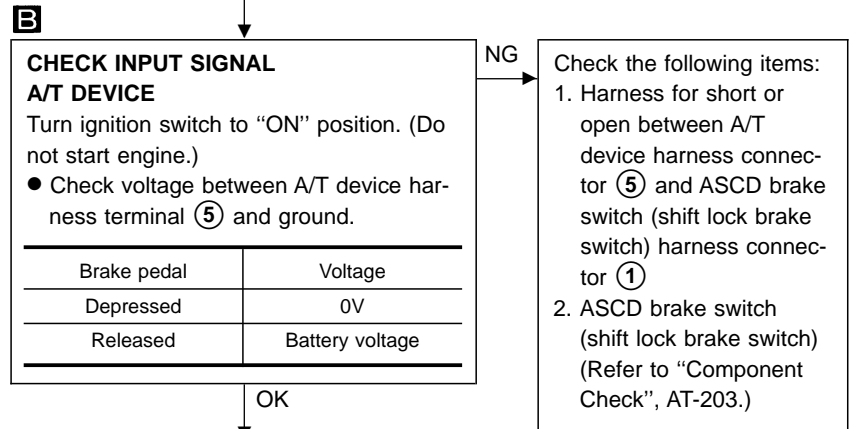 B
CHECK INPUT SIGNAL
A/T DEVICE
Turn ignition switch to ‘‘ON’’ position. (Do
not start engine.)
● Check voltage between A/T device har-
ness terminal ⑤ and ground.
Brake pedal Voltage
Depressed 0V
Released Battery voltage
OK
NG
Check the following items:
1. Harness for short or
open between A/T
device harness connec-
tor ⑤ and ASCD brake
switch (shift lock brake
switch) harness connec-
tor ①
2. ASCD brake switch
(shift lock brake switch)
(Refer to ‘‘Component
Check’’, AT-203.)